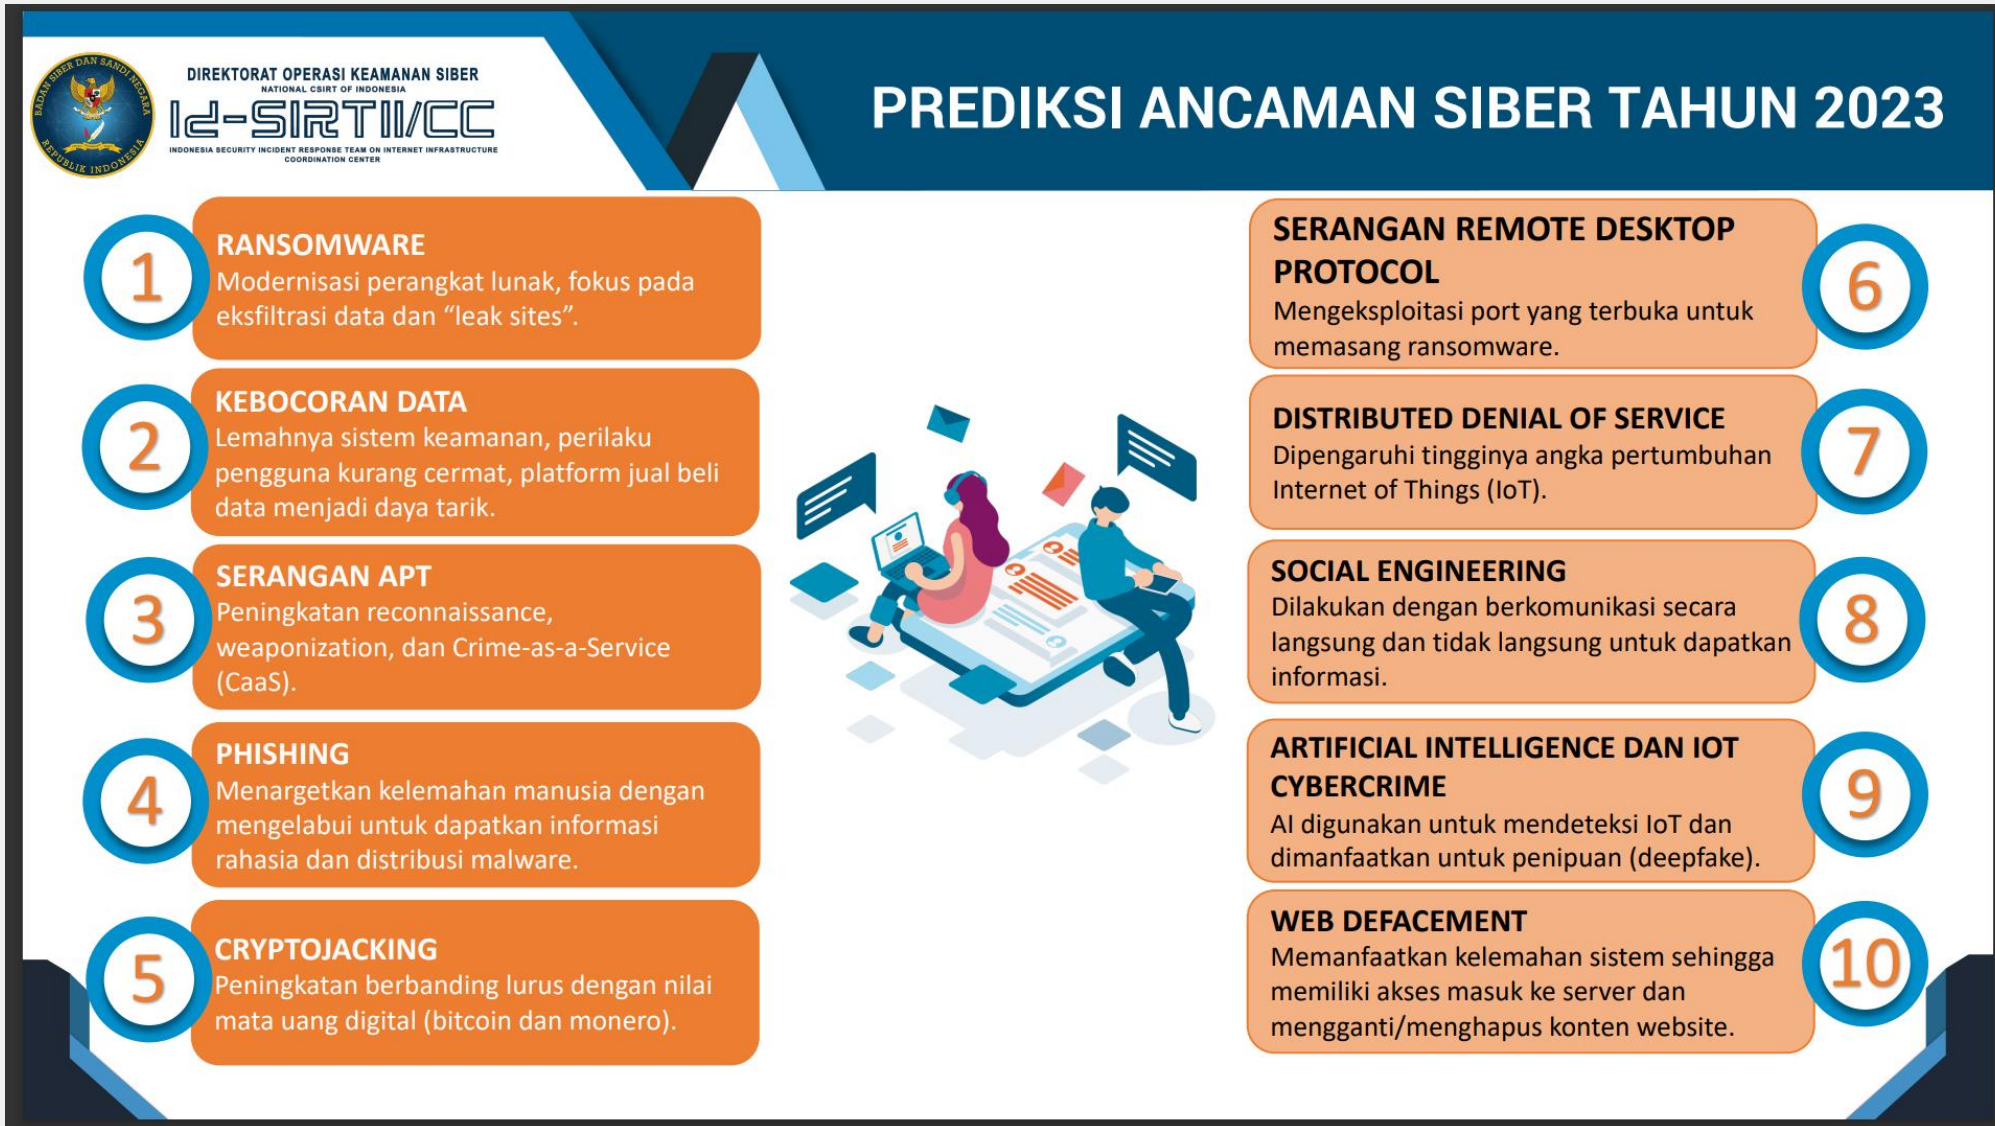 BADAN SIBER DAN SANDI NEGARA
REPUBLIK INDONESIA
DIREKTORAT OPERASI KEAMANAN SIBER
NATIONAL CSIRT OF INDONESIA
Id-SIRTII/CC
INDONESIA SECURITY INCIDENT RESPONSE TEAM ON INTERNET INFRASTRUCTURE
COORDINATION CENTER
PREDIKSI ANCAMAN SIBER TAHUN 2023
1
RANSOMWARE
Modernisasi perangkat lunak, fokus pada
eksfiltrasi data dan “leak sites”.
2
KEBOCORAN DATA
Lemahnya sistem keamanan, perilaku
pengguna kurang cermat, platform jual beli
data menjadi daya tarik.
3
SERANGAN APT
Peningkatan reconnaissance,
weaponization, dan Crime-as-a-Service
(CaaS).
4
PHISHING
Menargetkan kelemahan manusia dengan
mengelabui untuk dapatkan informasi
rahasia dan distribusi malware.
5
CRYPTOJACKING
Peningkatan berbanding lurus dengan nilai
mata uang digital (bitcoin dan monero).
SERANGAN REMOTE DESKTOP
PROTOCOL
Mengeksploitasi port yang terbuka untuk
memasang ransomware.
6
DISTRIBUTED DENIAL OF SERVICE
Dipengaruhi tingginya angka pertumbuhan
Internet of Things (IoT).
7
SOCIAL ENGINEERING
Dilakukan dengan berkomunikasi secara
langsung dan tidak langsung untuk dapatkan
informasi.
8
ARTIFICIAL INTELLIGENCE DAN IOT
CYBERCRIME
AI digunakan untuk mendeteksi IoT dan
dimanfaatkan untuk penipuan (deepfake).
9
WEB DEFACEMENT
Memanfaatkan kelemahan sistem sehingga
memiliki akses masuk ke server dan
mengganti/menghapus konten website.
10